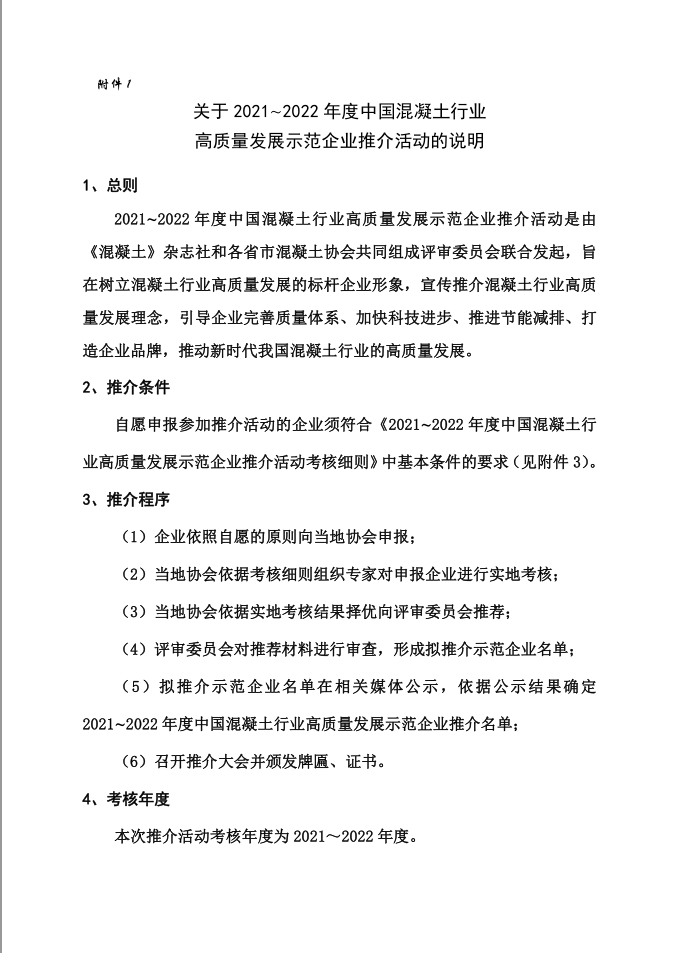 附件1
关于 2021~2022 年度中国混凝土行业
高质量发展示范企业推介活动的说明
1、总则
2021~2022 年度中国混凝土行业高质量发展示范企业推介活动是由
《混凝土》杂志社和各省市混凝土协会共同组成评审委员会联合发起，旨
在树立混凝土行业高质量发展的标杆企业形象，宣传推介混凝土行业高质
量发展理念，引导企业完善质量体系、加快科技进步、推进节能减排、打
造企业品牌，推动新时代我国混凝土行业的高质量发展。
2、推介条件
自愿申报参加推介活动的企业须符合《2021~2022 年度中国混凝土行
业高质量发展示范企业推介活动考核细则》中基本条件的要求（见附件 3）。
3、推介程序
（1）企业依照自愿的原则向当地协会申报；
（2）当地协会依据考核细则组织专家对申报企业进行实地考核；
（3）当地协会依据实地考核结果择优向评审委员会推荐；
（4）评审委员会对推荐材料进行审查，形成拟推介示范企业名单；
（5）拟推介示范企业名单在相关媒体公示，依据公示结果确定
2021~2022 年度中国混凝土行业高质量发展示范企业推介名单；
（6）召开推介大会并颁发牌匾、证书。
4、考核年度
本次推介活动考核年度为 2021～2022 年度。